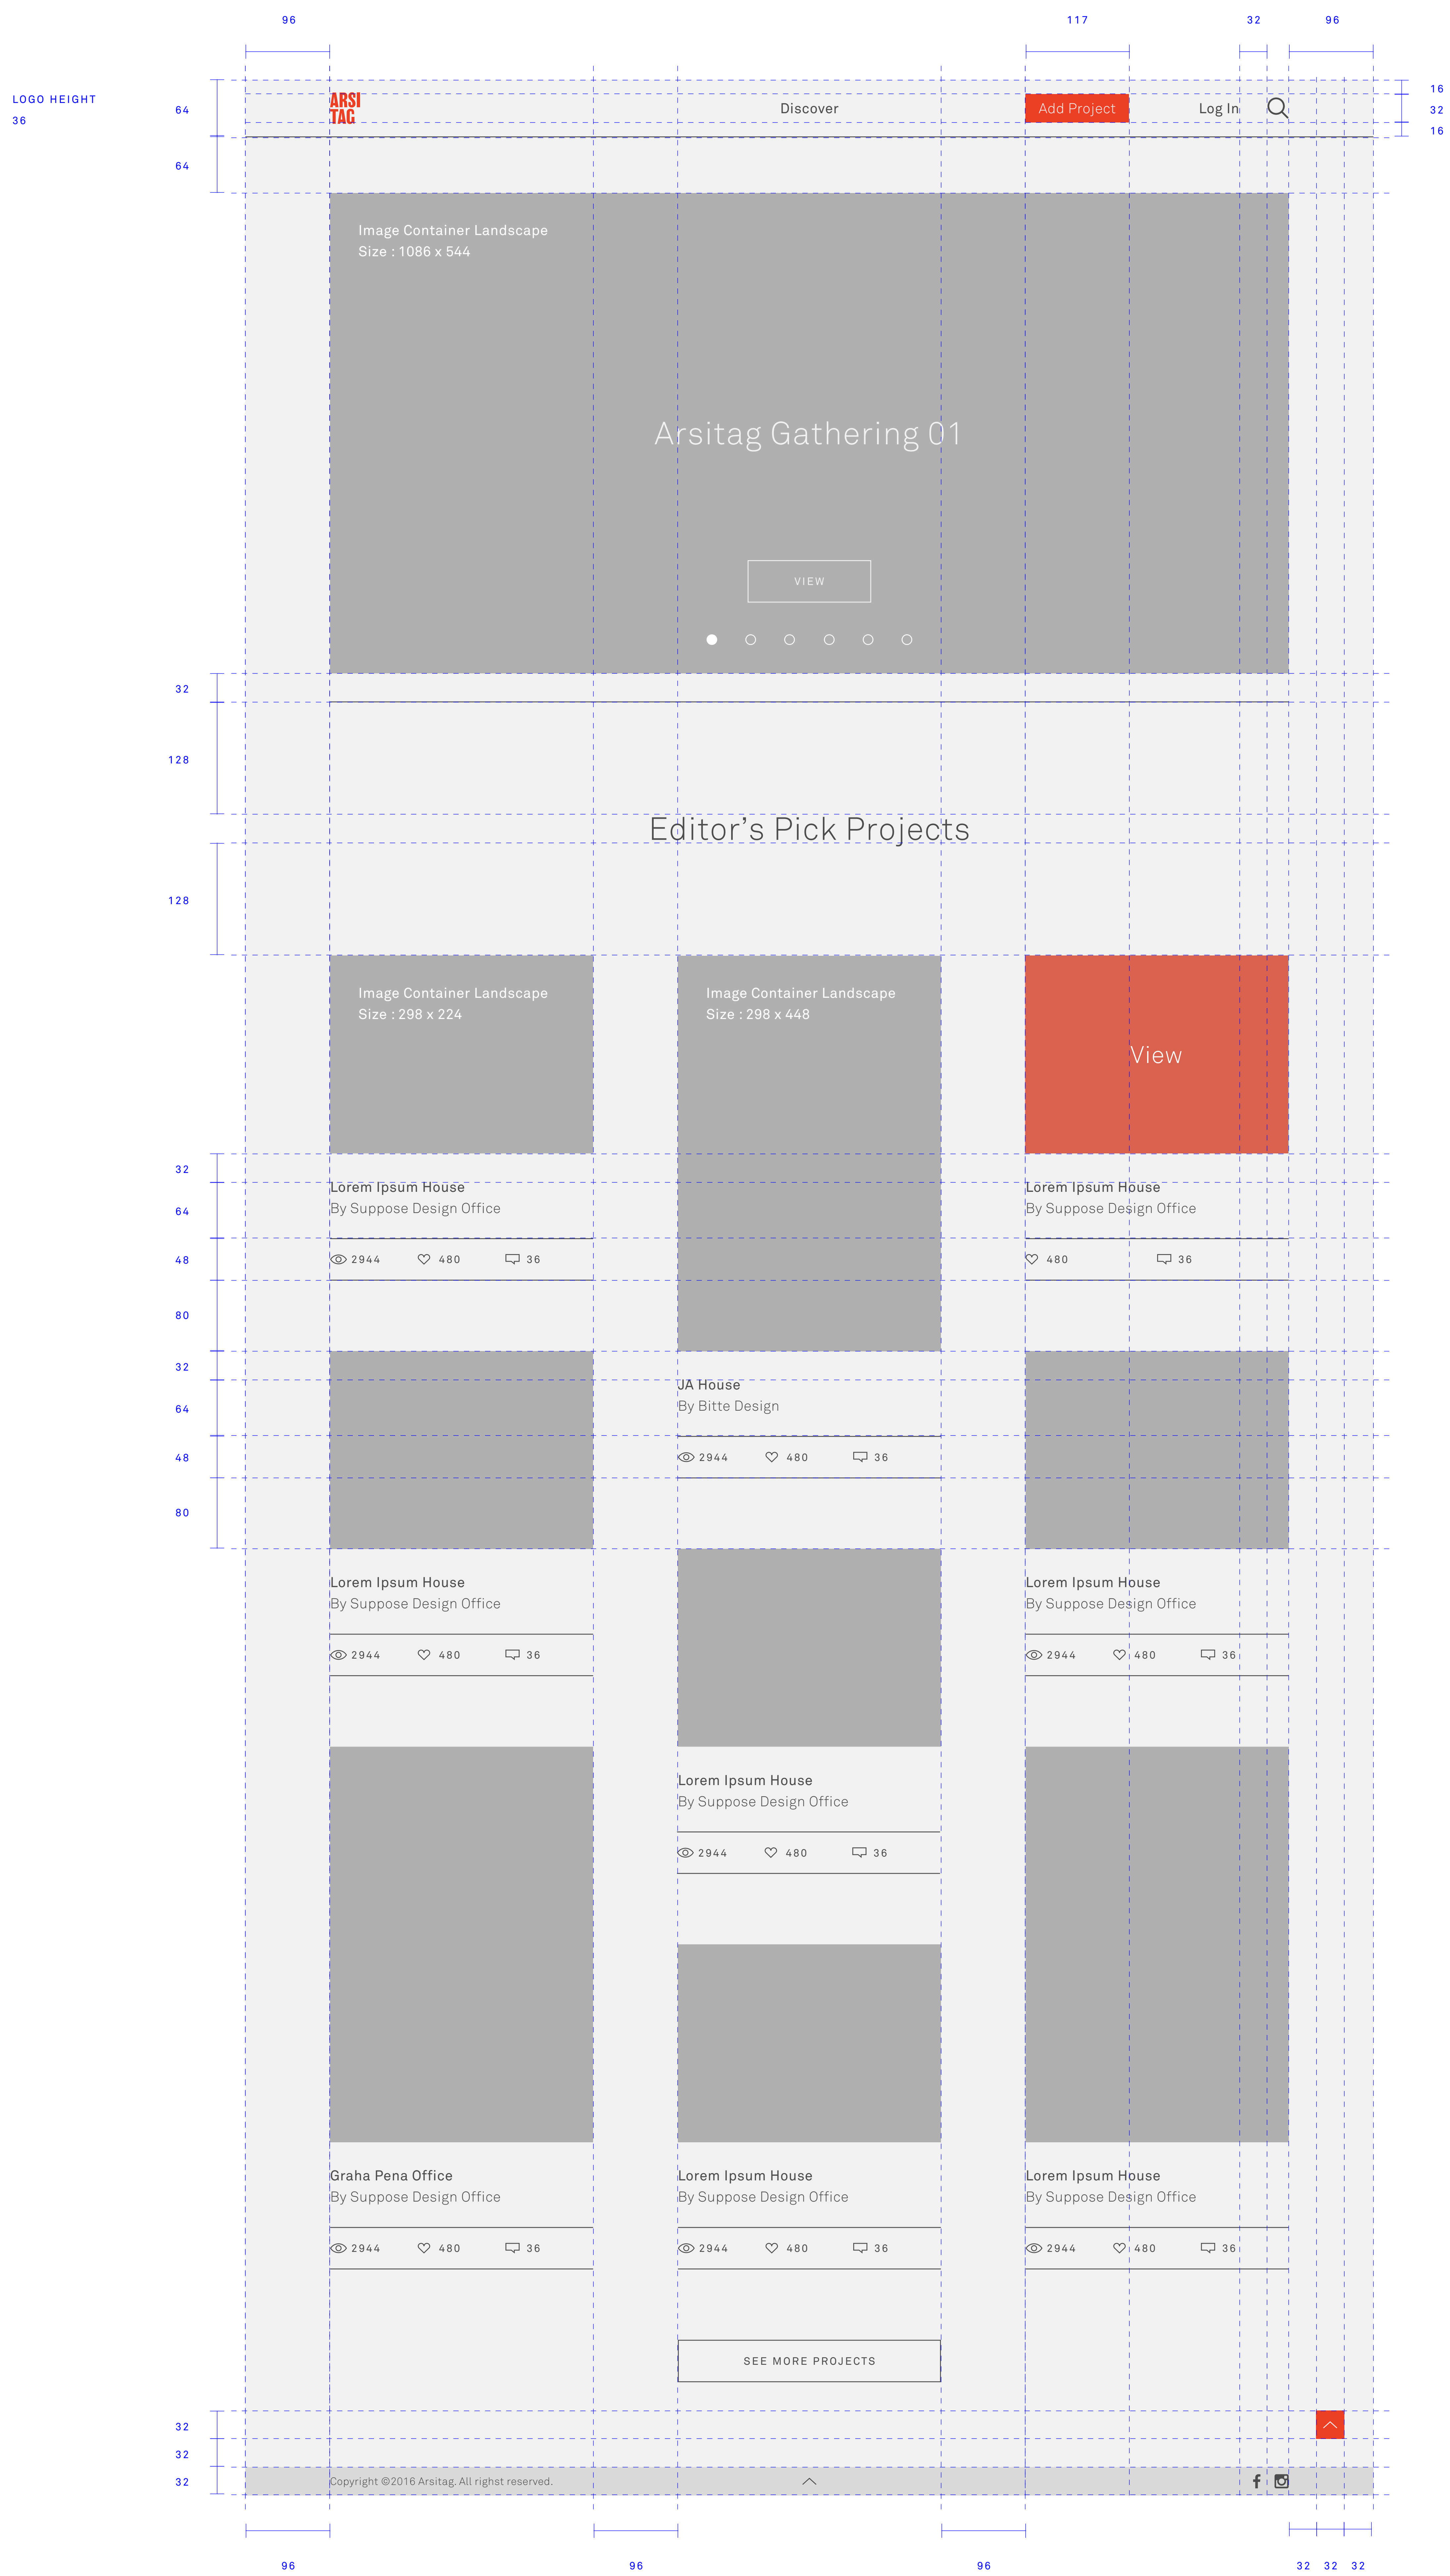 96
117
32
96
LOGO HEIGHT
36
64
ARSI
TAG
Discover
Add Project
Log In
16
32
16
64
Image Container Landscape
Size : 1086 x 544
Arsitag Gathering 01
VIEW
32
128
Editor’s Pick Projects
128
Image Container Landscape
Size : 298 x 224
Image Container Landscape
Size : 298 x 448
View
32
64
48
80
Lorem Ipsum House
By Suppose Design Office
2944 480 36
Lorem Ipsum House
By Suppose Design Office
480 36
32
64
48
80
JA House
By Bitte Design
2944 480 36
Lorem Ipsum House
By Suppose Design Office
2944 480 36
Lorem Ipsum House
By Suppose Design Office
2944 480 36
Lorem Ipsum House
By Suppose Design Office
2944 480 36
Graha Pena Office
By Suppose Design Office
2944 480 36
Lorem Ipsum House
By Suppose Design Office
2944 480 36
Lorem Ipsum House
By Suppose Design Office
2944 480 36
SEE MORE PROJECTS
32
32
32
Copyright ©2016 Arsitag. All righst reserved.
96
96
96
32 32 32